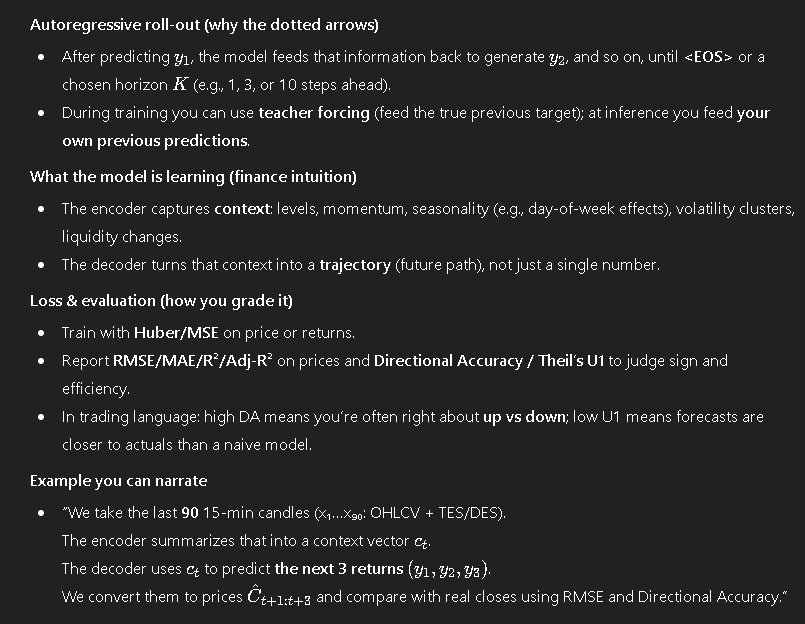 Autoregressive roll-out (why the dotted arrows)
• After predicting y₁, the model feeds that information back to generate y₂, and so on, until <EOS> or a
chosen horizon K (e.g., 1, 3, or 10 steps ahead).
• During training you can use teacher forcing (feed the true previous target); at inference you feed your
own previous predictions.
What the model is learning (finance intuition)
• The encoder captures context: levels, momentum, seasonality (e.g., day-of-week effects), volatility clusters,
liquidity changes.
• The decoder turns that context into a trajectory (future path), not just a single number.
Loss & evaluation (how you grade it)
• Train with Huber/MSE on price or returns.
• Report RMSE/MAE/R²/Adj-R² on prices and Directional Accuracy / Theil's U1 to judge sign and
efficiency.
• In trading language: high DA means you're often right about up vs down; low U1 means forecasts are
closer to actuals than a naive model.
Example you can narrate
• "We take the last 90 15-min candles (x₁…x₉₀: OHLCV + TES/DES).
The encoder summarizes that into a context vector cₜ.
The decoder uses cₜ to predict the next 3 returns (y₁, y₂, y₃).
We convert them to prices Ĉₜ₊₁:ₜ₊₃ and compare with real closes using RMSE and Directional Accuracy."